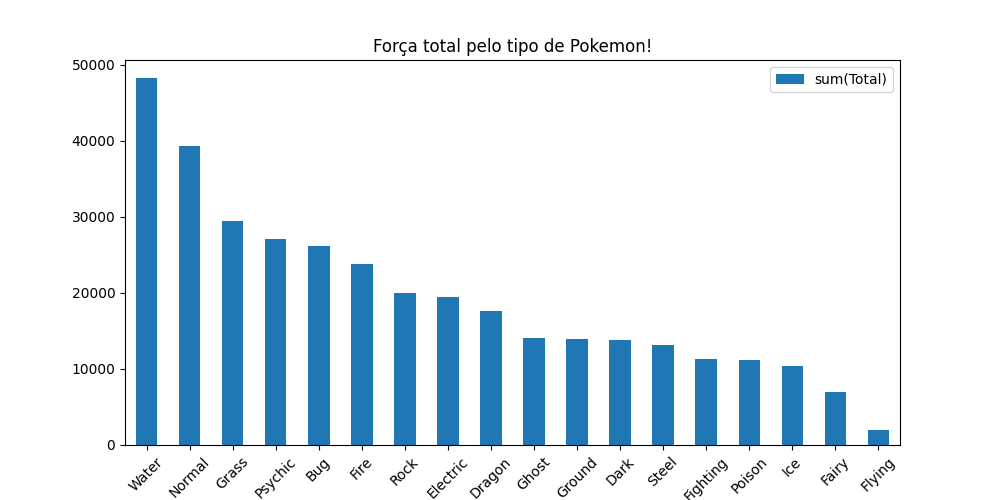 Força total pelo tipo de Pokemon!
sum(Total)
50000
40000
30000
20000
10000
0
Water
Normal
Grass
Psychic
Bug
Fire
Rock
Electric
Dragon
Ghost
Ground
Dark
Steel
Fighting
Poison
Ice
Fairy
Flying